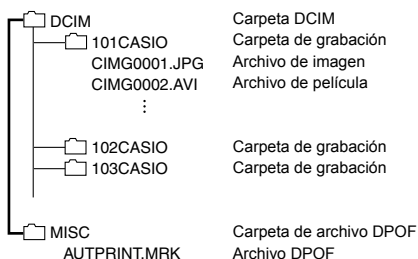 DCIM Carpeta DCIM
101CASIO Carpeta de grabación
CIMG0001.JPG Archivo de imagen
CIMG0002.AVI Archivo de película
⋮
102CASIO Carpeta de grabación
103CASIO Carpeta de grabación
MISC Carpeta de archivo DPOF
AUTPRINT.MRK Archivo DPOF